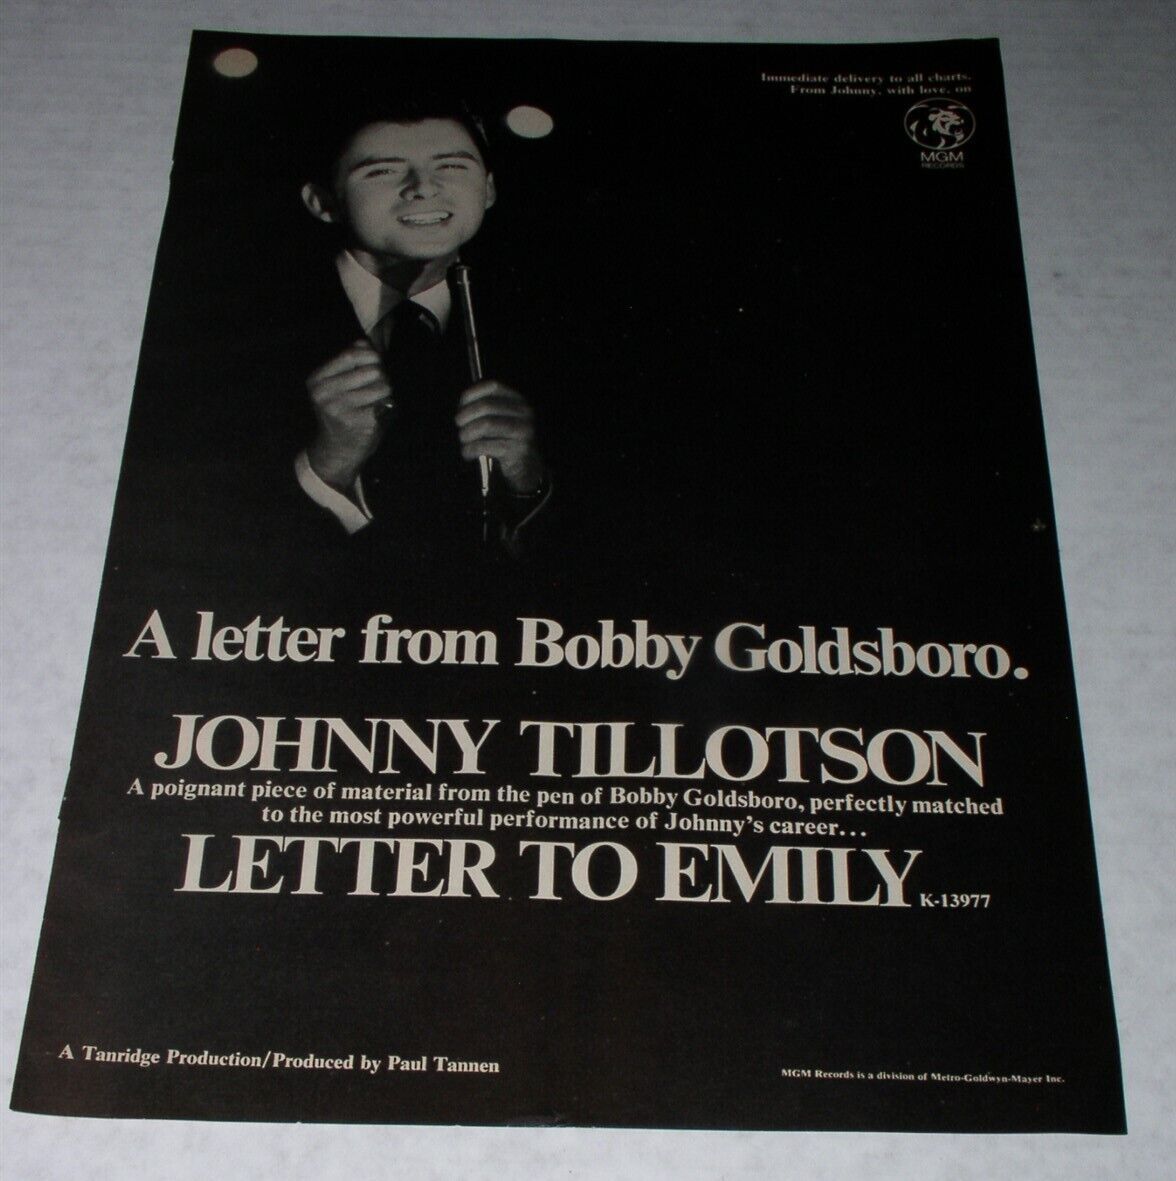 Immediate delivery to all charts.
From Johnny, with love, on
MGM
RECORDS
A letter from Bobby Goldsboro.
JOHNNY TILLOTSON
A poignant piece of material from the pen of Bobby Goldsboro, perfectly matched
to the most powerful performance of Johnny's career...
LETTER TO EMILY K-13977
A Tanridge Production/Produced by Paul Tannen
MGM Records is a division of Metro-Goldwyn-Mayer Inc.